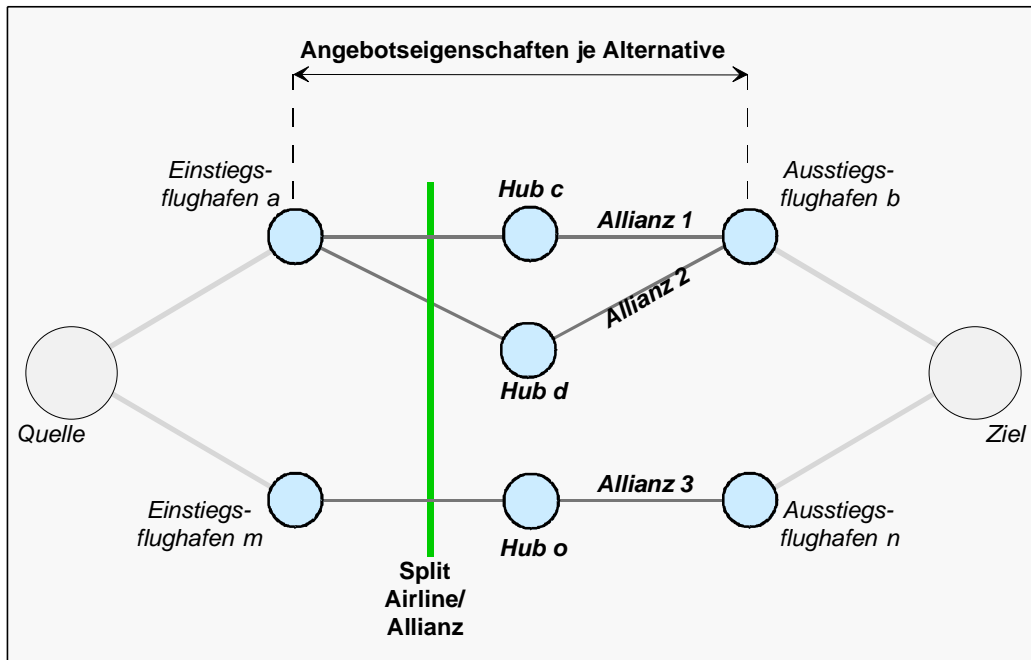 Angebotseigenschaften je Alternative
Einstiegs-
flughafen a
Hub c
Allianz 1
Ausstiegs-
flughafen b
Allianz 2
Hub d
Quelle
Ziel
Einstiegs-
flughafen m
Allianz 3
Hub o
Ausstiegs-
flughafen n
Split
Airline/
Allianz